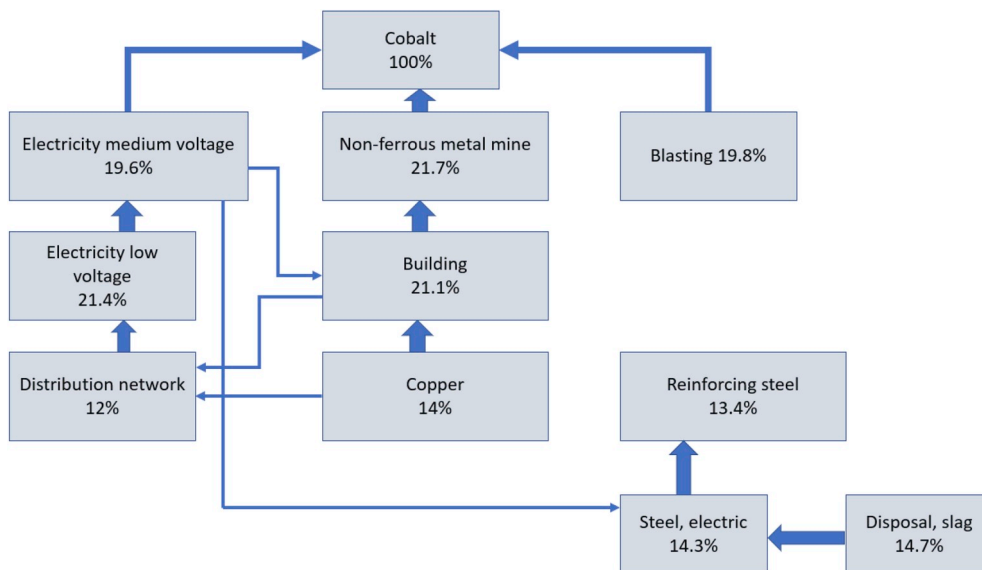 Cobalt
100%
Electricity medium voltage
19.6%
Non-ferrous metal mine
21.7%
Blasting 19.8%
Electricity low
voltage
21.4%
Building
21.1%
Distribution network
12%
Copper
14%
Reinforcing steel
13.4%
Steel, electric
14.3%
Disposal, slag
14.7%